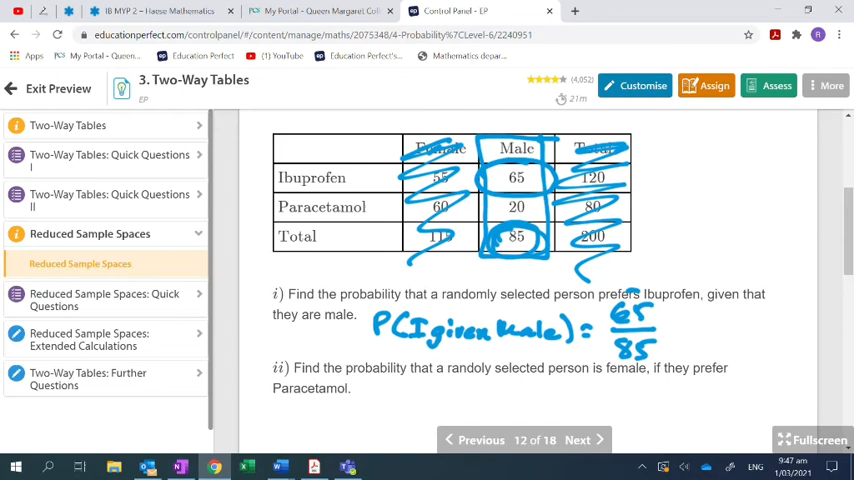 IB MYP 2 – Haese Mathematics
My Portal - Queen Margaret Coll
Control Panel - EP
educationperfect.com/controlpanel/#/content/manage/maths/2075348/4-Probability%7CLevel-6/2240951
R
Apps
My Portal - Queen...
Education Perfect
(1) YouTube
Education Perfect's...
Mathematics depar...
Exit Preview
3. Two-Way Tables
EP
(4,052)
21m
Customise
Assign
Assess
More
Two-Way Tables
Two-Way Tables: Quick Questions
I
Two-Way Tables: Quick Questions
II
Reduced Sample Spaces
Reduced Sample Spaces
Reduced Sample Spaces: Quick
Questions
Reduced Sample Spaces:
Extended Calculations
Two-Way Tables: Further
Questions
Female Male Total
Ibuprofen 55 65 120
Paracetamol 60 20 80
Total 115 85 200
i) Find the probability that a randomly selected person prefers Ibuprofen, given that
they are male.
P(I given Male) = 65
85
ii) Find the probability that a randoly selected person is female, if they prefer
Paracetamol.
Previous 12 of 18 Next
Fullscreen
ENG
9:47 am
1/03/2021